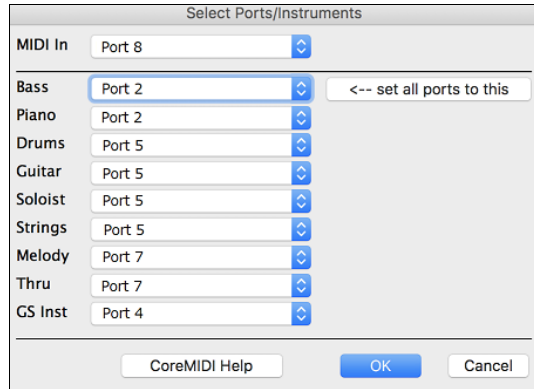 Select Ports/Instruments
MIDI In Port 8
Bass Port 2 <-- set all ports to this
Piano Port 2
Drums Port 5
Guitar Port 5
Soloist Port 5
Strings Port 5
Melody Port 7
Thru Port 7
GS Inst Port 4
CoreMIDI Help OK Cancel